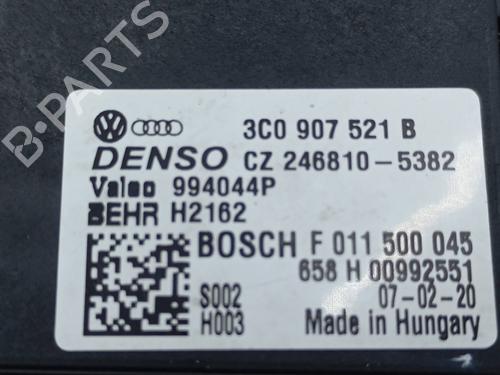 B-PARTS
3C0 907 521 B
DENSO CZ 246810-5382
Valeo 994044P
BEHR H2162
BOSCH F 011 500 045
658 H 00992551
S002 07-02-20
H003 Made in Hungary